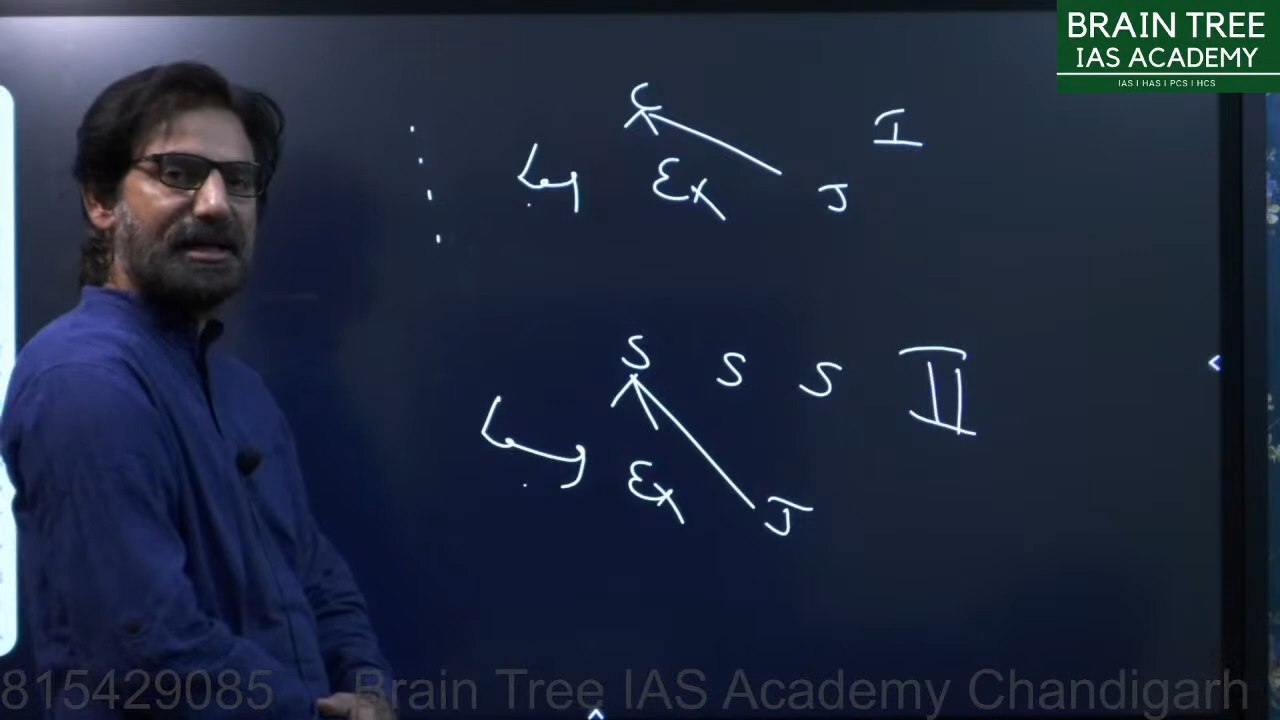 BRAIN TREE
IAS ACADEMY
IAS | HAS | PCS | HCS
C
I
Leg Ex J
S S S II
Leg Ex J
815429085 Brain Tree IAS Academy Chandigarh